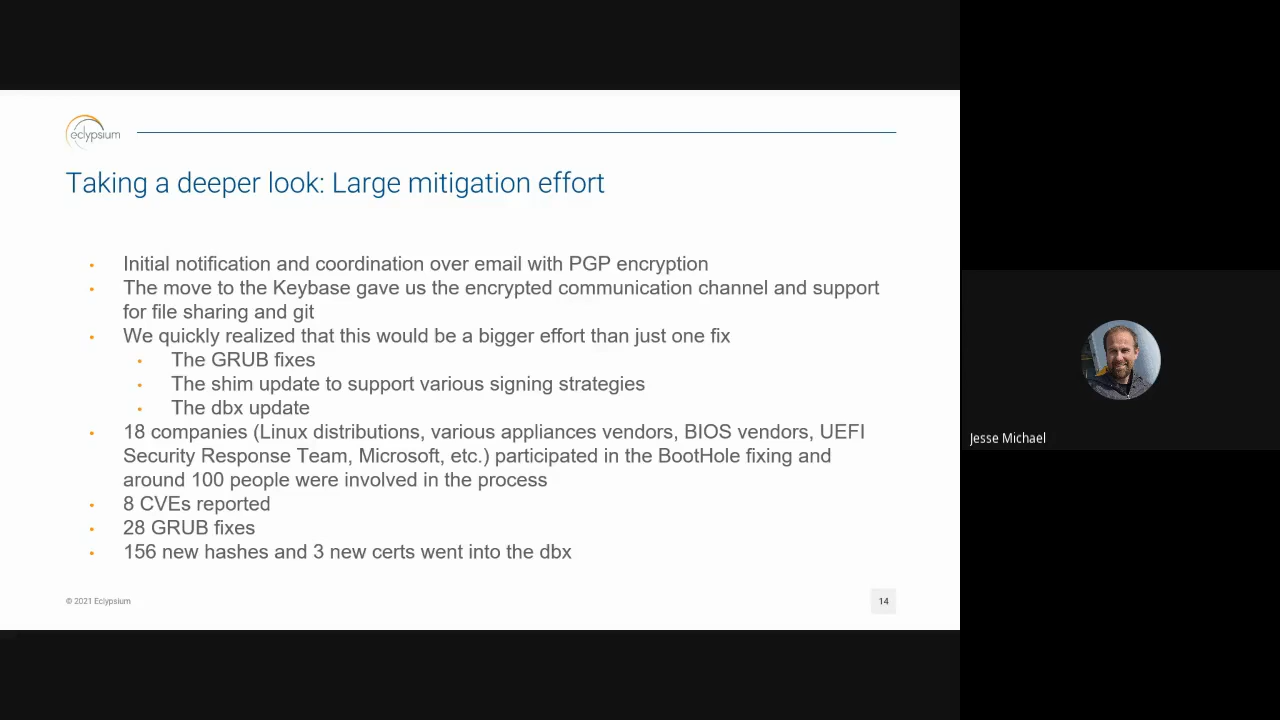 eclypsium
Taking a deeper look: Large mitigation effort
• Initial notification and coordination over email with PGP encryption
• The move to the Keybase gave us the encrypted communication channel and support
for file sharing and git
• We quickly realized that this would be a bigger effort than just one fix
• The GRUB fixes
• The shim update to support various signing strategies
• The dbx update
• 18 companies (Linux distributions, various appliances vendors, BIOS vendors, UEFI
Security Response Team, Microsoft, etc.) participated in the BootHole fixing and
around 100 people were involved in the process
• 8 CVEs reported
• 28 GRUB fixes
• 156 new hashes and 3 new certs went into the dbx
© 2021 Eclypsium
14
Jesse Michael